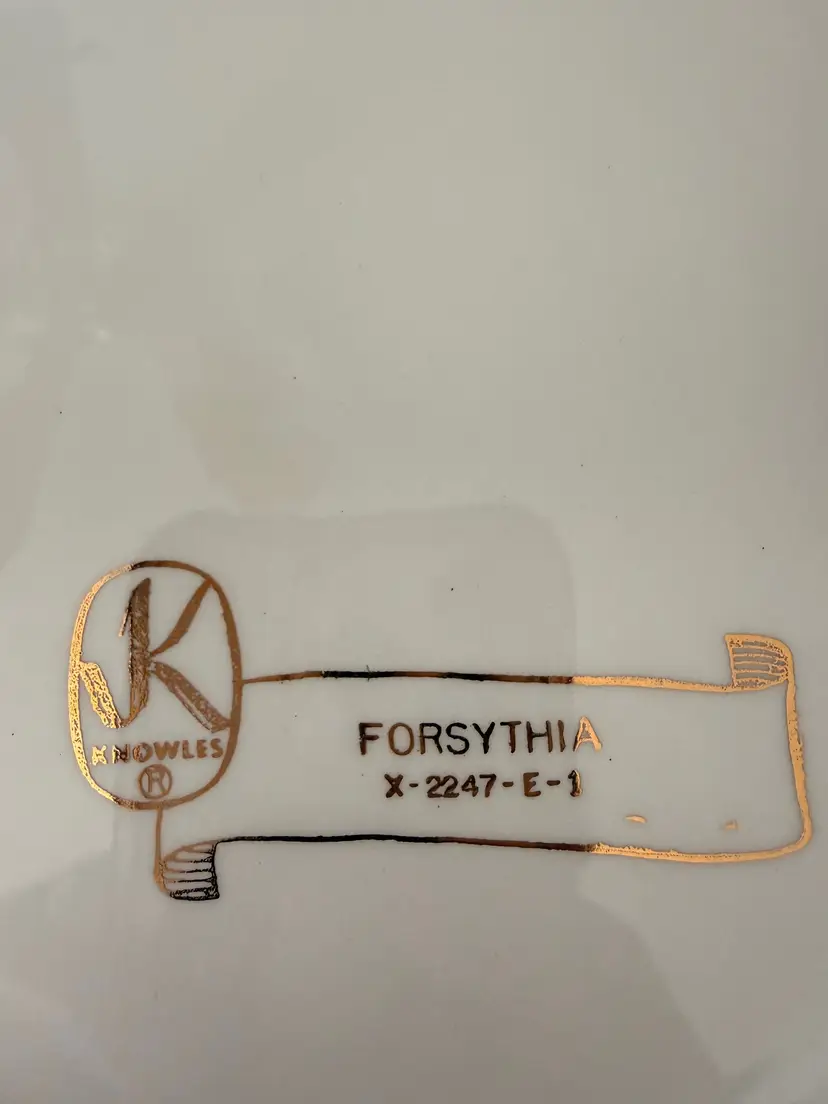 K
KNOWLES
®
FORSYTHIA
X-2247-E-1